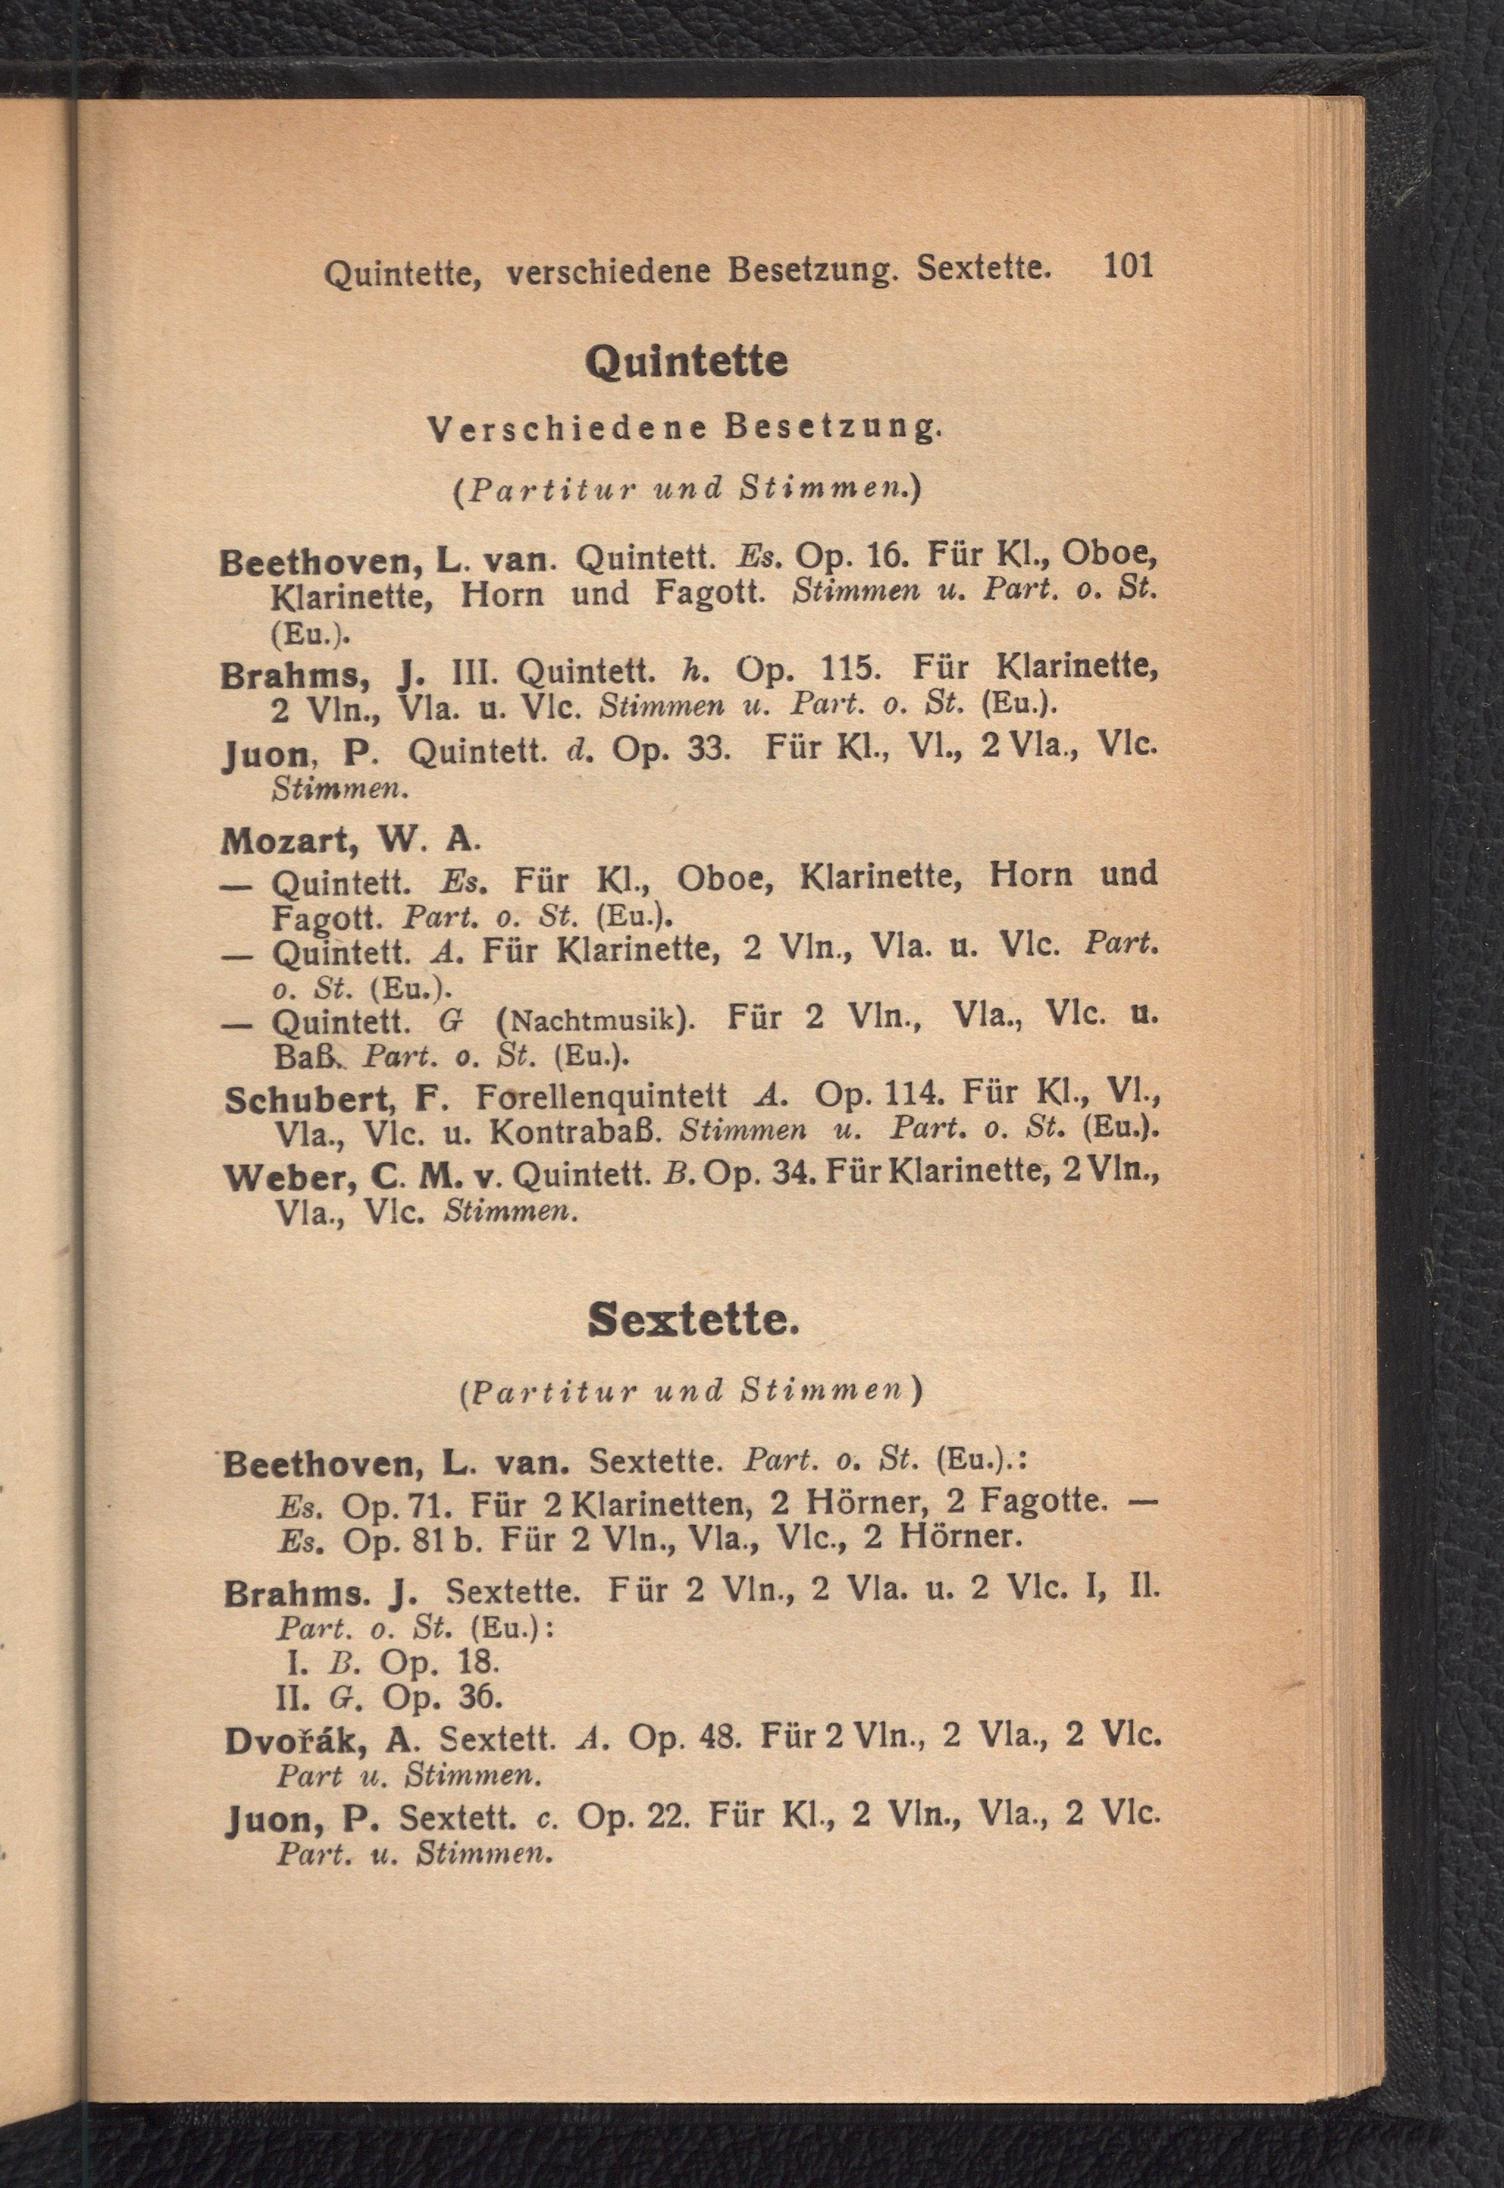 Quintette, verschiedene Besetzung. Sextette. 101
Quintette
Verschiedene Besetzung.
(Partitur und Stimmen.)
Beethoven, L. van. Quintett. Es. Op. 16. Für Kl., Oboe,
Klarinette, Horn und Fagott. Stimmen u. Part. o. St.
(Eu.).
Brahms, J. III. Quintett. h. Op. 115. Für Klarinette,
2 Vln., Vla. u. Vlc. Stimmen u. Part. o. St. (Eu.).
Juon, P. Quintett. d. Op. 33. Für Kl., Vl., 2 Vla., Vlc.
Stimmen.
Mozart, W. A.
— Quintett. Es. Für Kl., Oboe, Klarinette, Horn und
Fagott. Part. o. St. (Eu.).
— Quintett. A. Für Klarinette, 2 Vln., Vla. u. Vlc. Part.
o. St. (Eu.).
— Quintett. G (Nachtmusik). Für 2 Vln., Vla., Vlc. u.
Baß. Part. o. St. (Eu.).
Schubert, F. Forellenquintett A. Op. 114. Für Kl., Vl.,
Vla., Vlc. u. Kontrabaß. Stimmen u. Part. o. St. (Eu.).
Weber, C. M. v. Quintett. B. Op. 34. Für Klarinette, 2 Vln.,
Vla., Vlc. Stimmen.
Sextette.
(Partitur und Stimmen)
Beethoven, L. van. Sextette. Part. o. St. (Eu.).:
Es. Op. 71. Für 2 Klarinetten, 2 Hörner, 2 Fagotte. —
Es. Op. 81 b. Für 2 Vln., Vla., Vlc., 2 Hörner.
Brahms. J. Sextette. Für 2 Vln., 2 Vla. u. 2 Vlc. I, II.
Part. o. St. (Eu.):
I. B. Op. 18.
II. G. Op. 36.
Dvořák, A. Sextett. A. Op. 48. Für 2 Vln., 2 Vla., 2 Vlc.
Part u. Stimmen.
Juon, P. Sextett. c. Op. 22. Für Kl., 2 Vln., Vla., 2 Vlc.
Part. u. Stimmen.